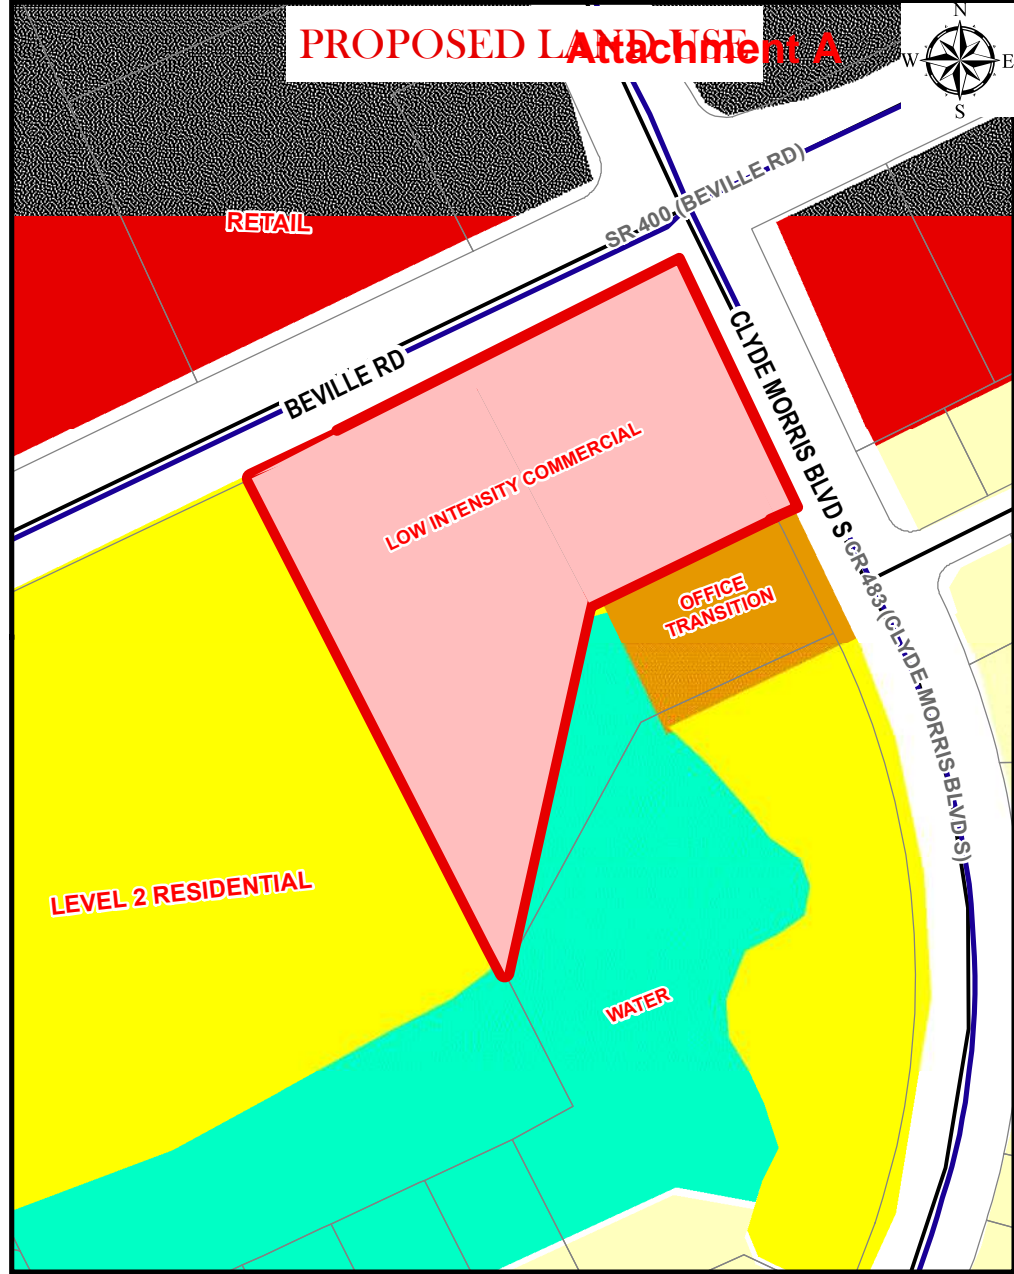 N
PROPOSED LAND USE
Attachment A
W
E
S
SR-400 (BEVILLE RD)
RETAIL
BEVILLE RD
CLYDE MORRIS BLVD S
LOW INTENSITY COMMERCIAL
CR-483 (CLYDE MORRIS BLVD S)
OFFICE
TRANSITION
LEVEL 2 RESIDENTIAL
WATER